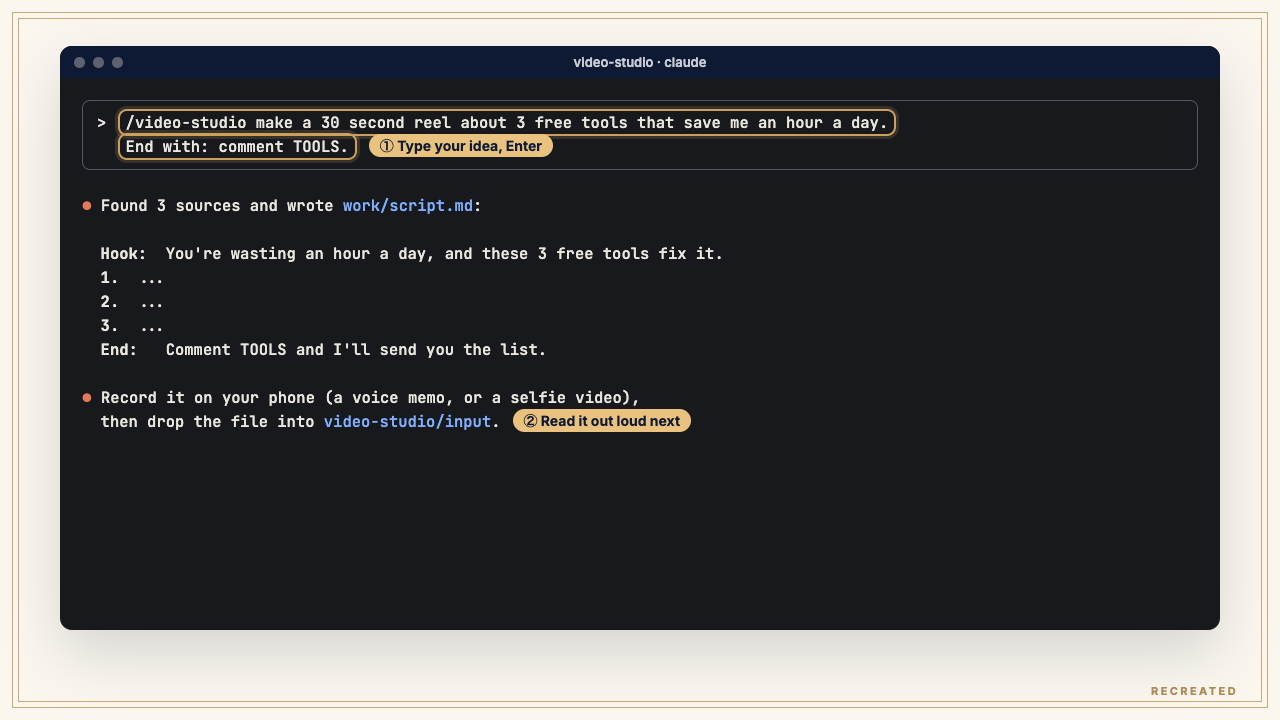 video-studio · claude
> /video-studio make a 30 second reel about 3 free tools that save me an hour a day.
End with: comment TOOLS. ① Type your idea, Enter
● Found 3 sources and wrote work/script.md:
Hook: You're wasting an hour a day, and these 3 free tools fix it.
1. ...
2. ...
3. ...
End: Comment TOOLS and I'll send you the list.
● Record it on your phone (a voice memo, or a selfie video),
then drop the file into video-studio/input. ② Read it out loud next
RECREATED